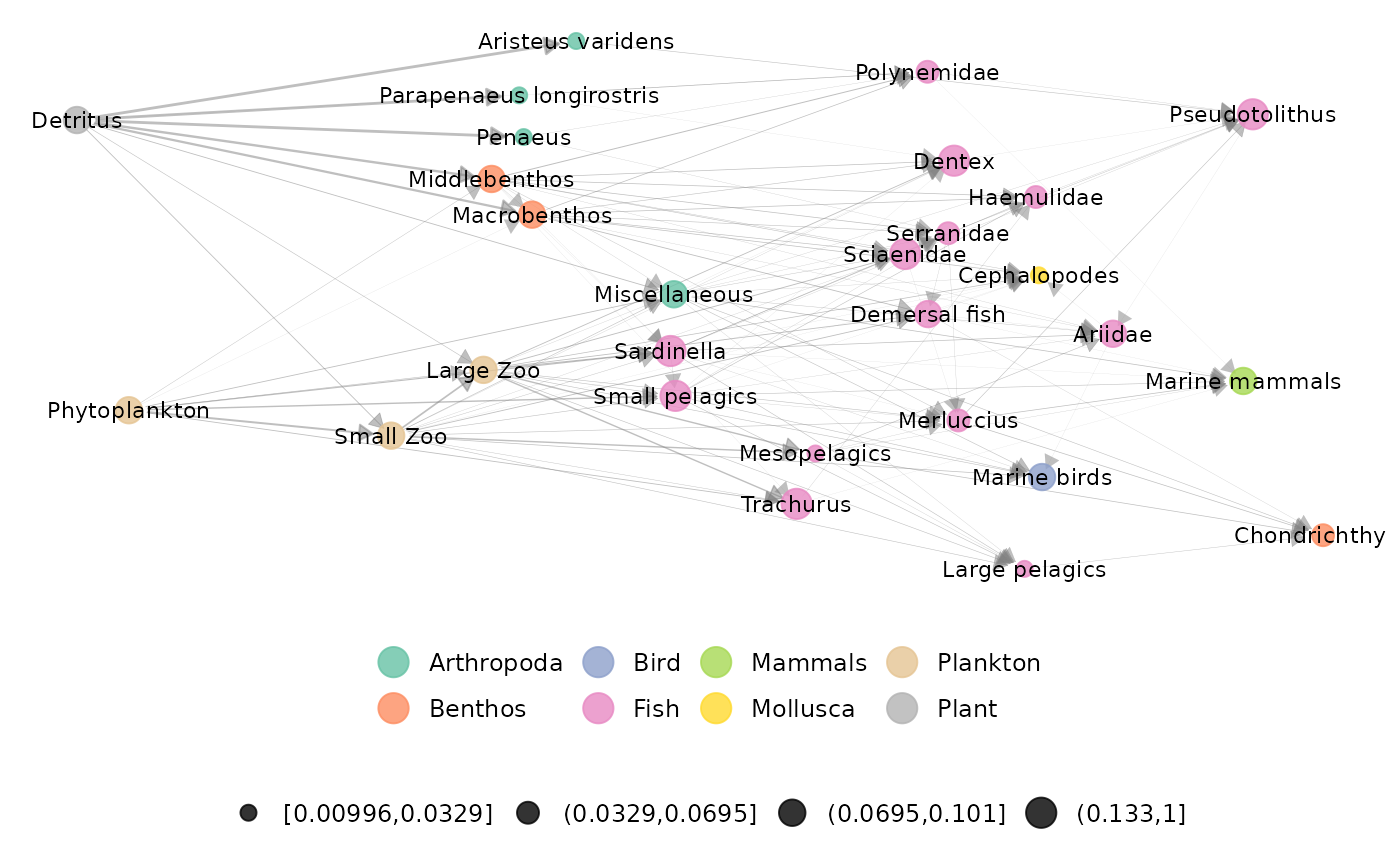 Aristeus varidens
Polynemidae
Parapenaeus longirostris
Pseudotolithus
Detritus
Penaeus
Dentex
Middlebenthos
Haemulidae
Macrobenthos
Serranidae
Sciaenidae
Cephalopodes
Miscellaneous
Demersal fish
Ariidae
Sardinella
Large Zoo
Marine mammals
Small pelagics
Phytoplankton
Merluccius
Small Zoo
Mesopelagics
Marine birds
Trachurus
Chondrichthy
Large pelagics
Arthropoda Bird Mammals Plankton
Benthos Fish Mollusca Plant
[0.00996,0.0329] (0.0329,0.0695] (0.0695,0.101] (0.133,1]